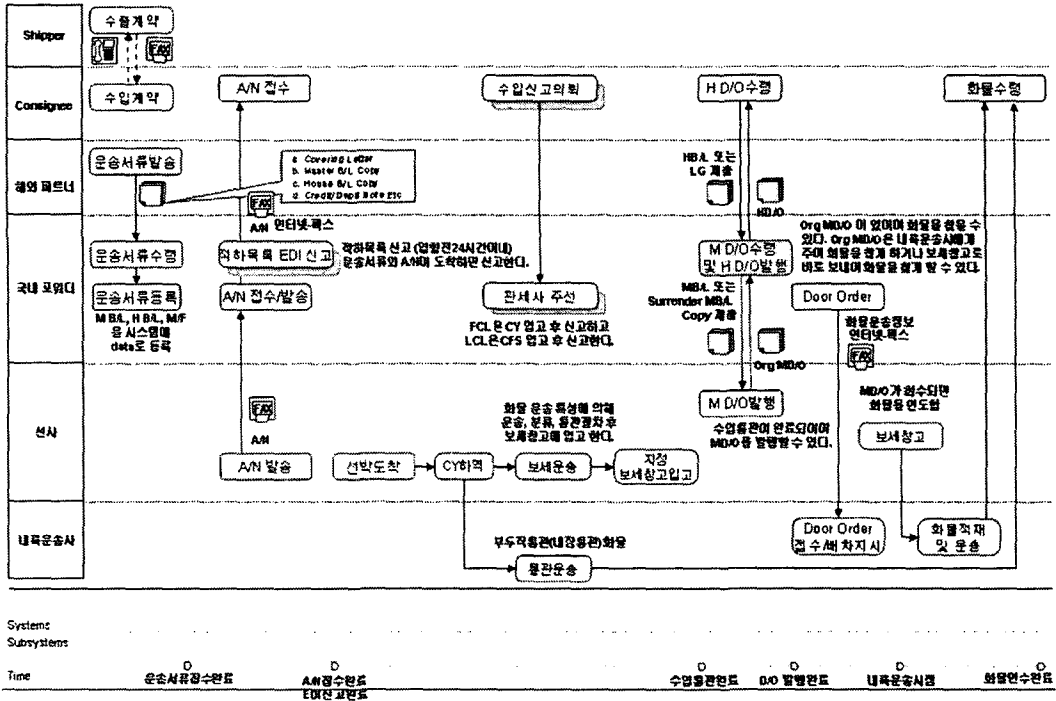 Shipper
수출계약
FAX
Consignee
수입계약
A/N 접수
수입신고의뢰
H D/O수령
화물수령
해외 파트너
운송서류발송
a. Covering Letter
b. Master B/L Copy
c. House B/L Copy
d. Credit/Depit Note Etc
FAX
A/N 인터넷-팩스
HB/L 또는
LG 제출
HD/O
국내 포워더
운송서류수령
적하목록 EDI 신고
적하목록 신고 (입항전24시간이내)
운송서류와 A/N이 도착하면 신고한다.
M D/O수령
및 H D/O발행
Org MD/O 이 있어야 화물을 찾을 수
있다. Org MD/O은 내륙운송사에게
주어 화물을 찾게 하거나 보세창고로
바로 보내어 화물을 찾게 할 수 있다.
운송서류등록
M B/L, H B/L, M/F
을 시스템에
data로 등록
A/N 접수/발송
관세사 주선
FCL은 CY 입고 후 신고하고
LCL은CFS 입고 후 신고한다.
MB/L 또는
Surrender MB/L
Copy 제출
Org MD/O
Door Order
화물운송정보
인터넷-팩스
FAX
선사
FAX
A/N
A/N 발송
선박도착
CY하역
화물 운송 특성에 의해
운송, 분류, 통관절차 후
보세창고에 입고 한다.
보세운송
지정
보세창고입고
M D/O발행
수입통관이 완료되어야
MD/O를 발행할 수 있다.
MD/O가 접수되면
화물을 인도함
보세창고
내륙운송사
부두직통관(내장통관)화물
통관운송
Door Order
접수/배차지시
화물적재
및 운송
Systems
Subsystems
Time
운송서류접수완료
A/N접수완료
EDI신고완료
수입통관완료
D/O 발행완료
내륙운송시점
화물인수완료